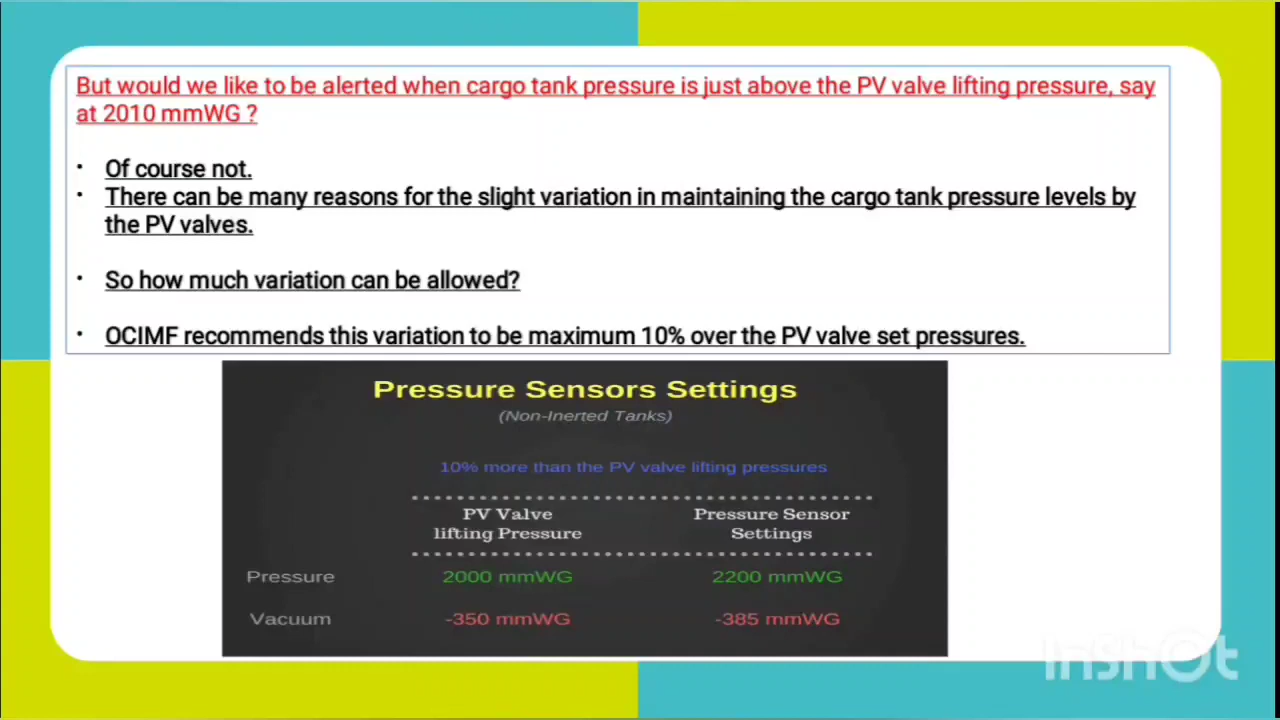 But would we like to be alerted when cargo tank pressure is just above the PV valve lifting pressure, say
at 2010 mmWG ?
• Of course not.
• There can be many reasons for the slight variation in maintaining the cargo tank pressure levels by
the PV valves.
• So how much variation can be allowed?
• OCIMF recommends this variation to be maximum 10% over the PV valve set pressures.
Pressure Sensors Settings
(Non-Inerted Tanks)
10% more than the PV valve lifting pressures
PV Valve Pressure Sensor
lifting Pressure Settings
Pressure 2000 mmWG 2200 mmWG
Vacuum -350 mmWG -385 mmWG
InShOt